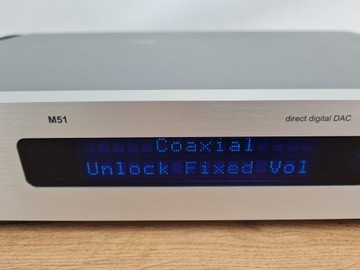 M51 direct digital DAC
Coaxial
Unlock Fixed Vol